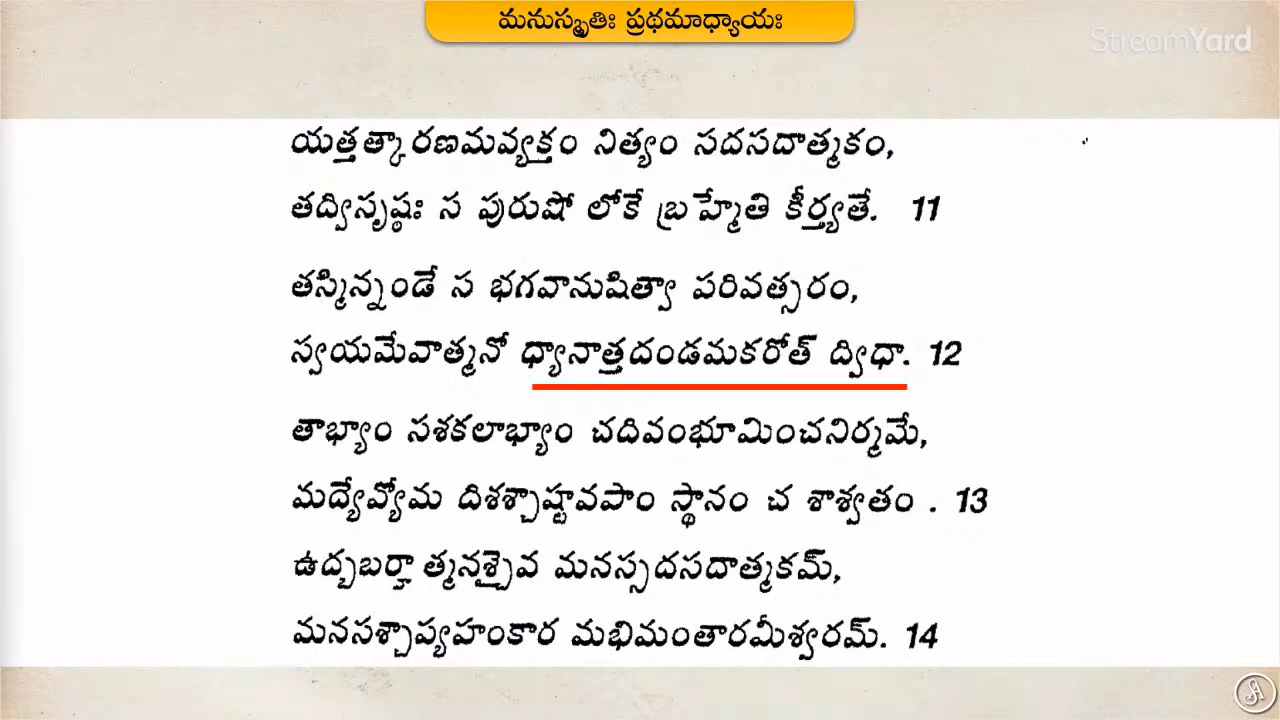 మనుస్మృతిః ప్రథమాధ్యాయః
StreamYard
యత్తత్కారణమవ్యక్తం నిత్యం సదసదాత్మకం,
తద్విసృష్టః స పురుషో లోకే బ్రహ్మేతి కీర్త్యతే. 11
తస్మిన్నండే స భగవానుషిత్వా పరివత్సరం,
స్వయమేవాత్మనో ధ్యానాత్తదండమకరోత్ ద్విధా. 12
తాభ్యాం సశకలాభ్యాం చదివంభూమించనిర్మమే,
మద్యేవ్యోమ దిశశ్చాష్టవపాం స్థానం చ శాశ్వతం . 13
ఉద్బబర్హా త్మనశ్చైవ మనస్సదసదాత్మకమ్,
మనసశ్చాప్యహంకార మభిమంతారమీశ్వరమ్. 14